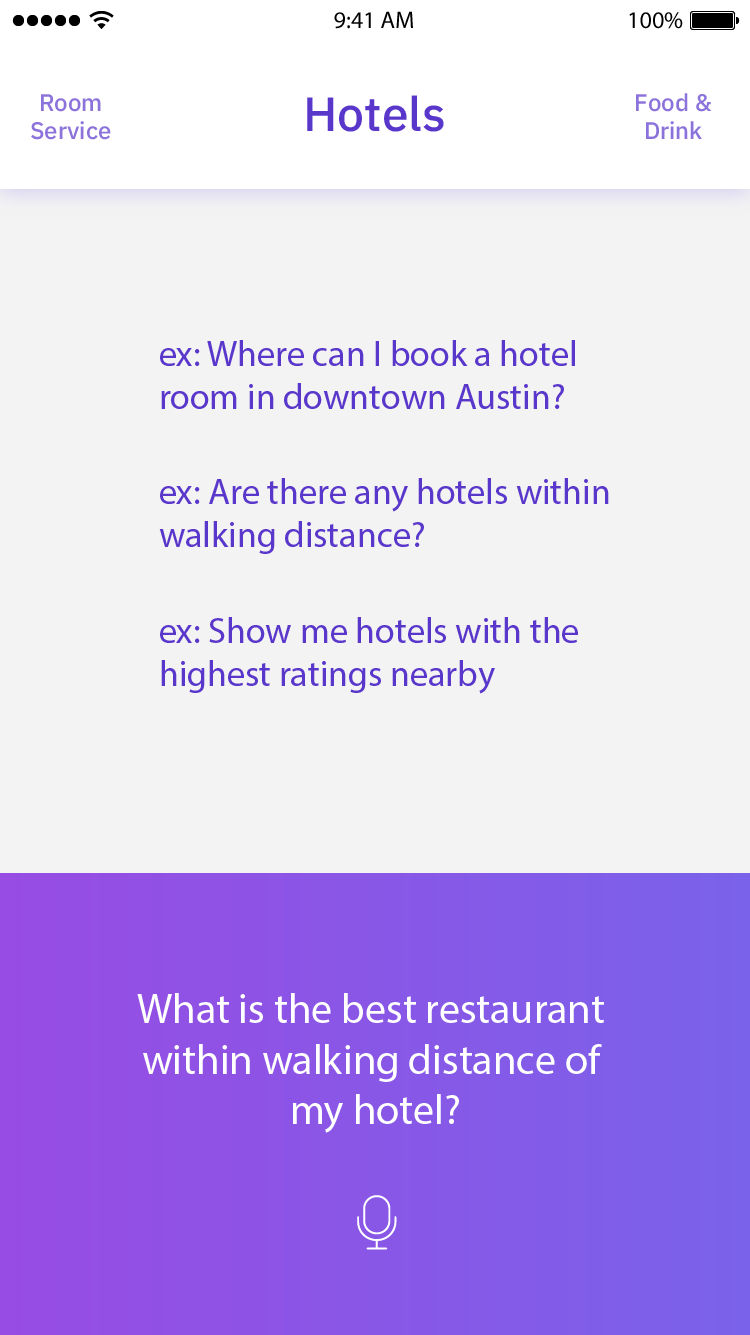 9:41 AM
100%
Room
Service
Hotels
Food &
Drink
ex: Where can I book a hotel
room in downtown Austin?
ex: Are there any hotels within
walking distance?
ex: Show me hotels with the
highest ratings nearby
What is the best restaurant
within walking distance of
my hotel?